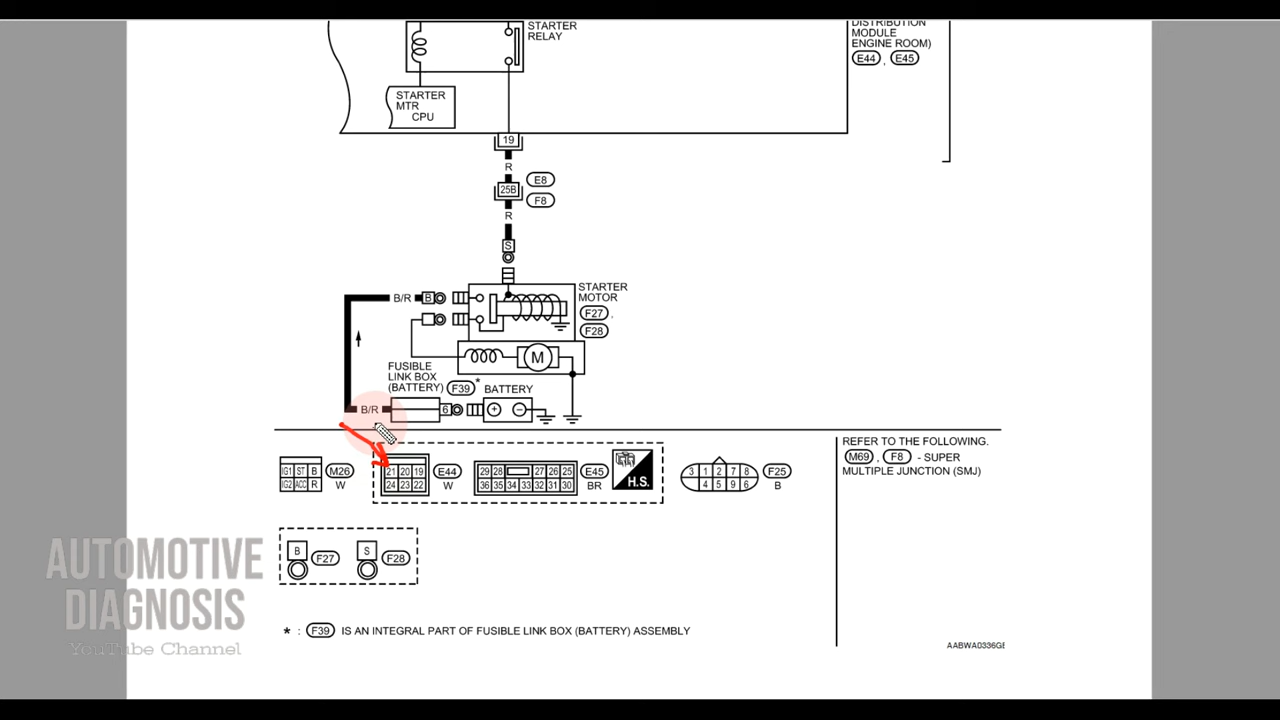 STARTER
RELAY
DISTRIBUTION
MODULE
ENGINE ROOM)
E44 , E45
STARTER
MTR
CPU
19
R
25B
E8
F8
R
S
B/R B
STARTER
MOTOR
F27 ,
F28
M
FUSIBLE
LINK BOX
(BATTERY) F39 * BATTERY
B/R 6 + −
IG1 ST B
IG2 ACC R
M26
W
21 20 19
24 23 22
E44
W
29 28 27 26 25
36 35 34 33 32 31 30
E45
BR
H.S.
3 1 2 7 8
4 5 9 6
F25
B
REFER TO THE FOLLOWING.
M69 , F8 - SUPER
MULTIPLE JUNCTION (SMJ)
B F27 S F28
AUTOMOTIVE
DIAGNOSIS
YouTube Channel
* : F39 IS AN INTEGRAL PART OF FUSIBLE LINK BOX (BATTERY) ASSEMBLY